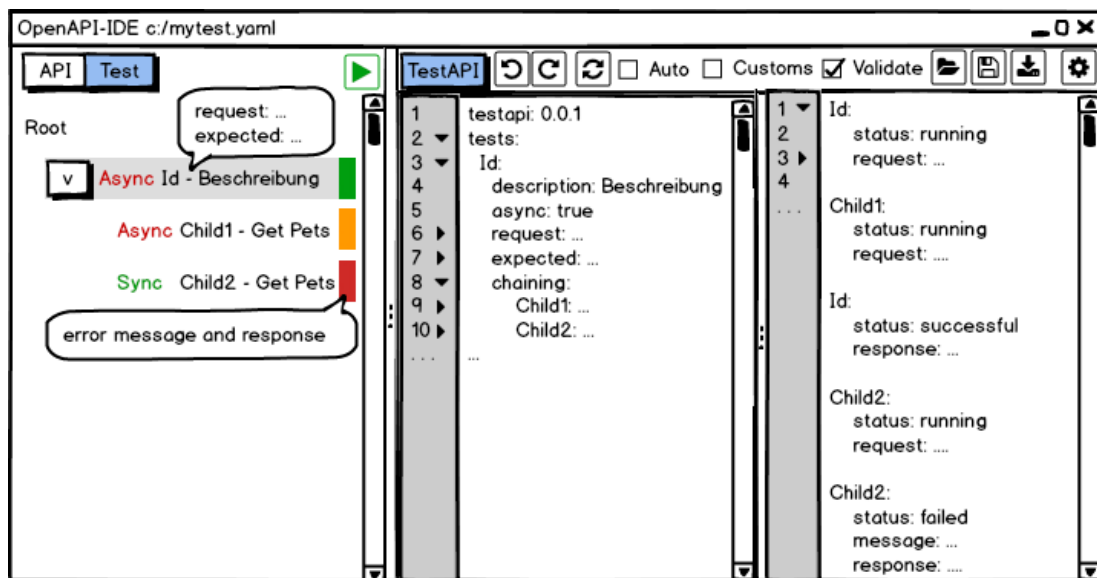 OpenAPI-IDE c:/mytest.yaml
API Test
TestAPI Auto Customs Validate
request: ...
expected: ...
Root
v Async Id - Beschreibung
Async Child1 - Get Pets
Sync Child2 - Get Pets
error message and response
1 testapi: 0.0.1
2 tests:
3 Id:
4 description: Beschreibung
5 async: true
6 request: ...
7 expected: ...
8 chaining:
9 Child1: ...
10 Child2: ...
... ...
1 Id:
2 status: running
3 request: ...
4
... Child1:
status: running
request: ....
Id:
status: successful
response: ...
Child2:
status: running
request: ....
Child2:
status: failed
message: ...
response: ....